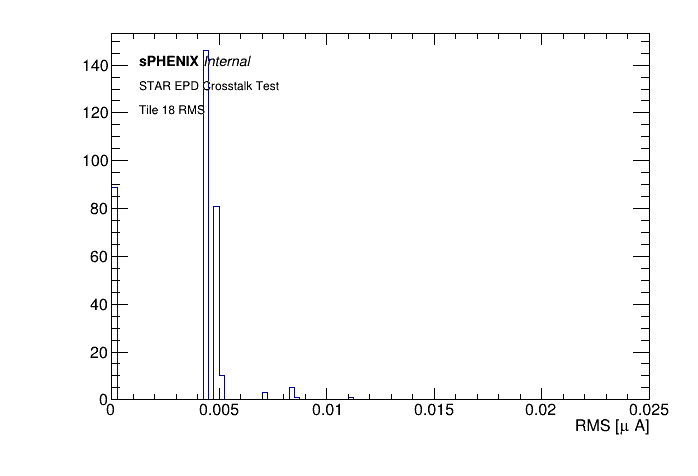 sPHENIX Internal
STAR EPD Crosstalk Test
Tile 18 RMS
140
120
100
80
60
40
20
0
0 0.005 0.01 0.015 0.02 0.025
RMS [μ A]